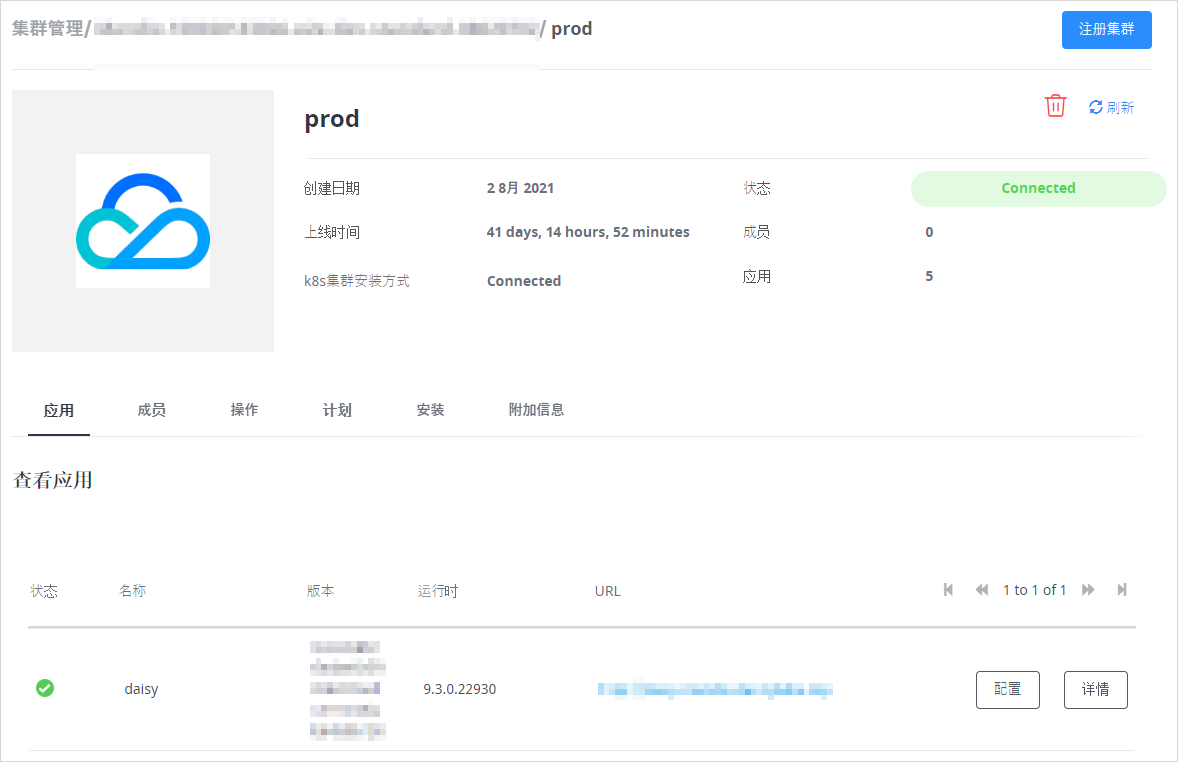 集群管理/ / prod
注册集群
prod
刷新
创建日期 2 8月 2021 状态 Connected
上线时间 41 days, 14 hours, 52 minutes 成员 0
k8s集群安装方式 Connected 应用 5
应用 成员 操作 计划 安装 附加信息
查看应用
状态 名称 版本 运行时 URL 1 to 1 of 1
daisy 9.3.0.22930 配置 详情